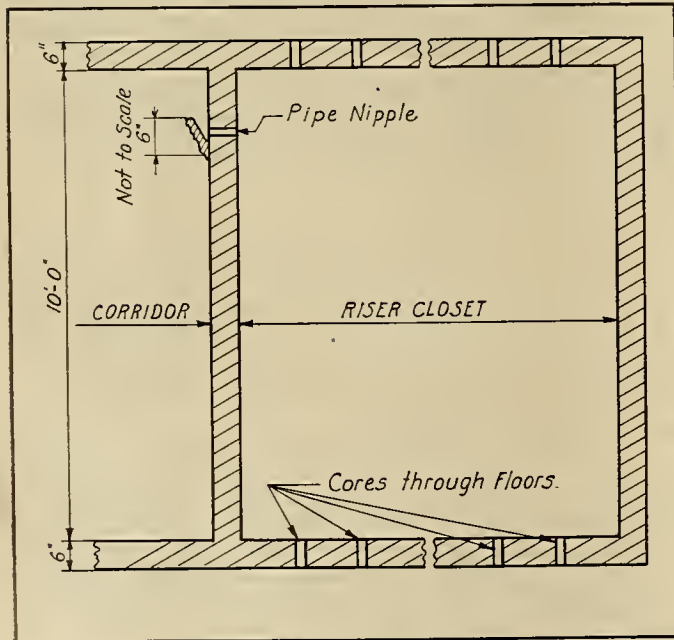 6"
Pipe Nipple
Not to Scale
6"
10'-0"
CORRIDOR
RISER CLOSET
Cores through Floors.
6"